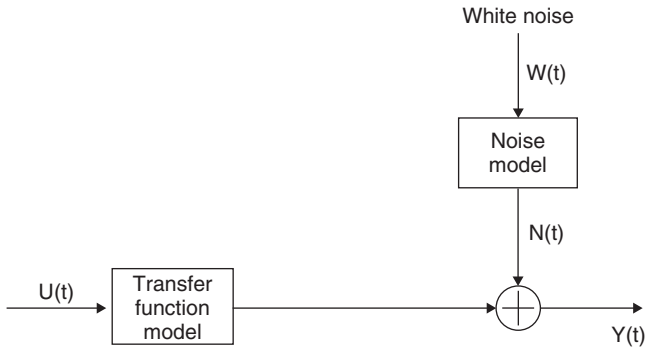 White noise
W(t)
Noise
model
N(t)
U(t)
Transfer
function
model
Y(t)